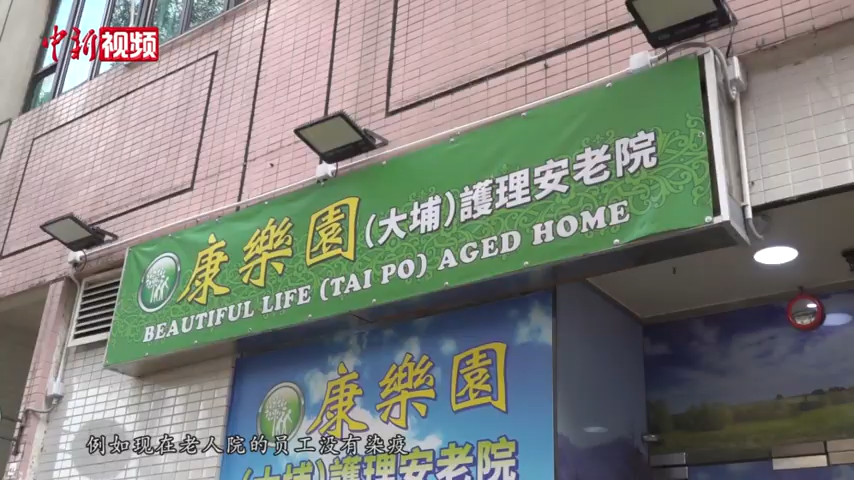 中新视频
康樂園(大埔)護理安老院
BEAUTIFUL LIFE (TAI PO) AGED HOME
康樂園
(大埔)護理安老院
例如现在老人院的员工没有染疫